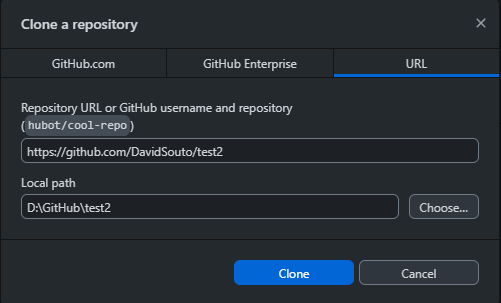 Clone a repository
GitHub.com
GitHub Enterprise
URL
Repository URL or GitHub username and repository
(hubot/cool-repo)
https://github.com/DavidSouto/test2
Local path
D:\GitHub\test2
Choose...
Clone
Cancel